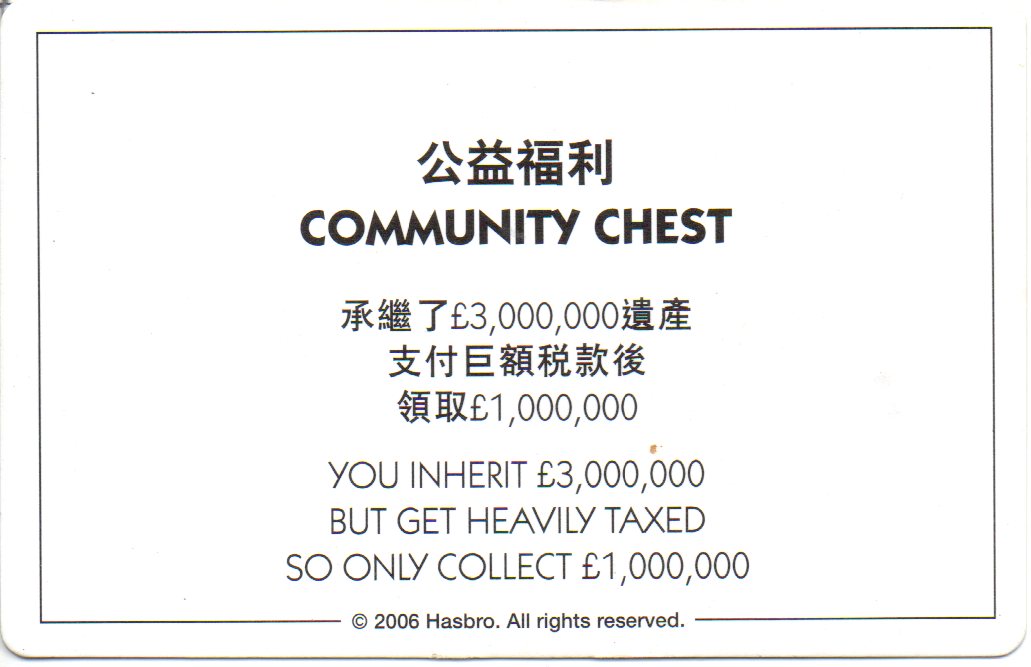 公益福利
COMMUNITY CHEST
承繼了£3,000,000遺產
支付巨額税款後
領取£1,000,000
YOU INHERIT £3,000,000
BUT GET HEAVILY TAXED
SO ONLY COLLECT £1,000,000
© 2006 Hasbro. All rights reserved.